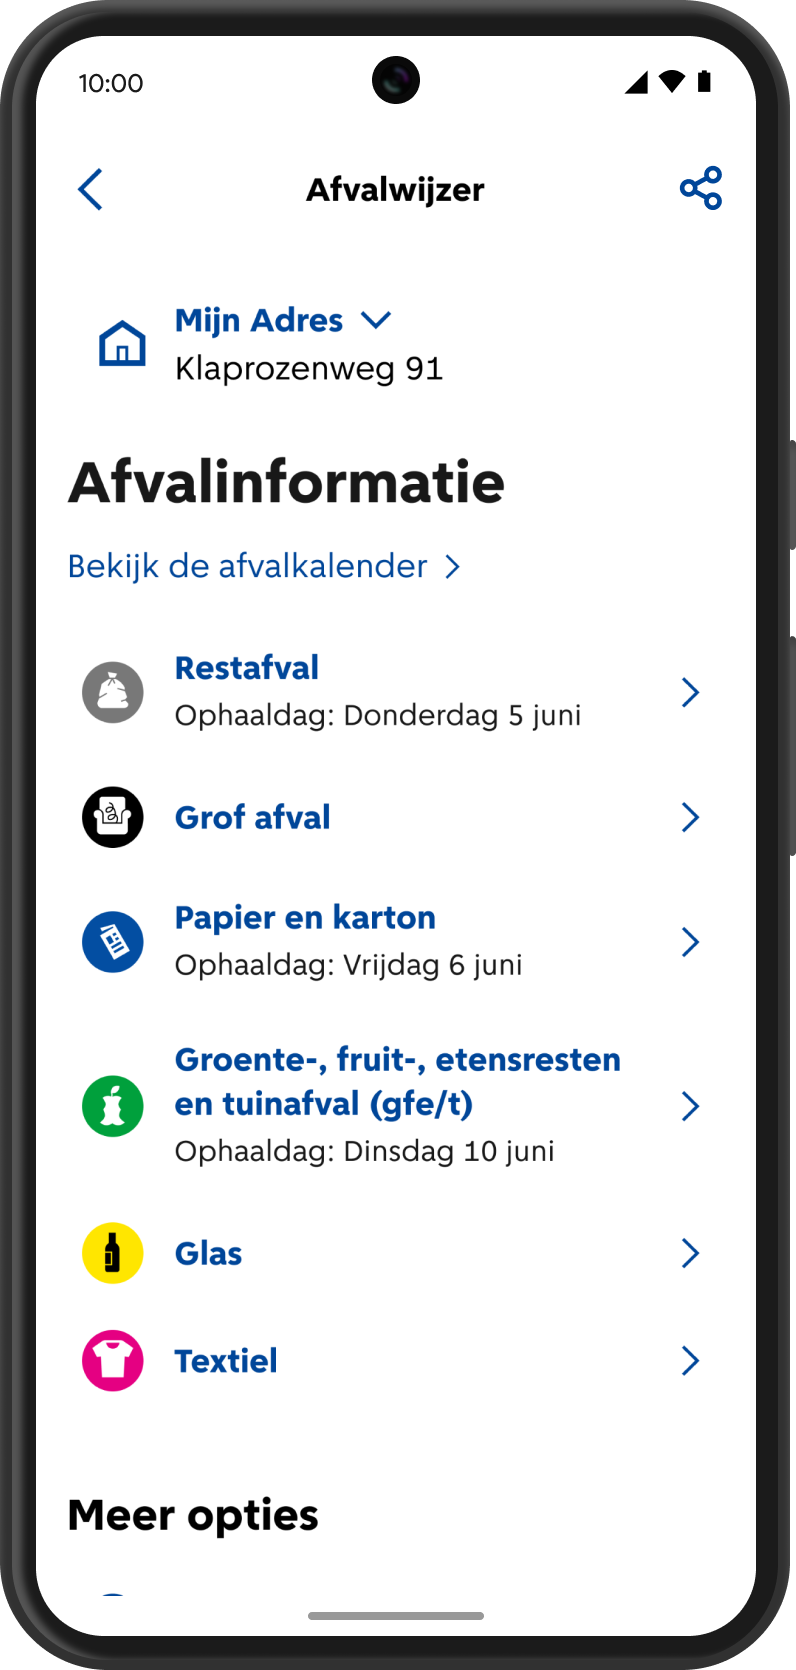 10:00
Afvalwijzer
Mijn Adres
Klaprozenweg 91
Afvalinformatie
Bekijk de afvalkalender
Restafval
Ophaaldag: Donderdag 5 juni
Grof afval
Papier en karton
Ophaaldag: Vrijdag 6 juni
Groente-, fruit-, etensresten
en tuinafval (gfe/t)
Ophaaldag: Dinsdag 10 juni
Glas
Textiel
Meer opties